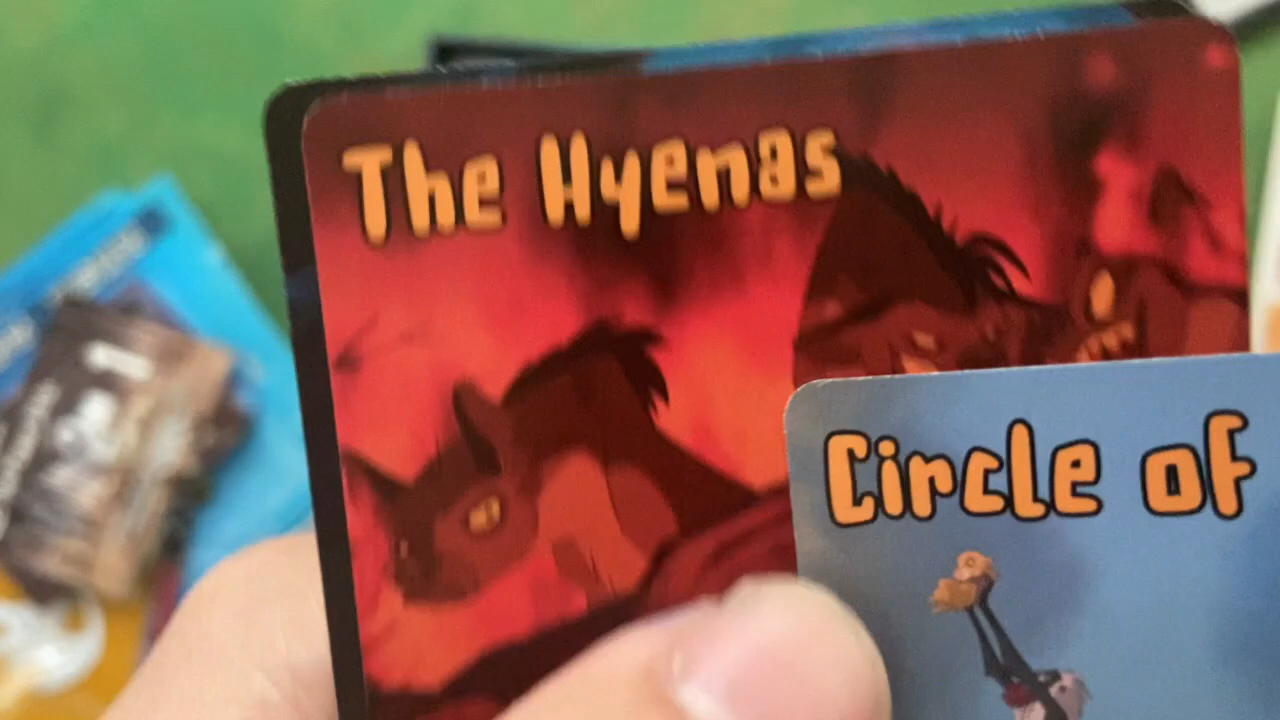 The Hyenas
Circle of